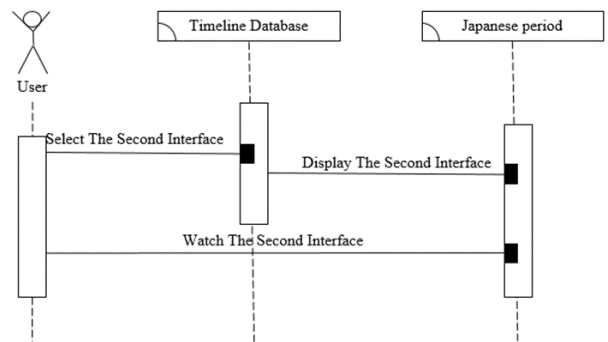 Timeline Database
Japanese period
User
Select The Second Interface
Display The Second Interface
Watch The Second Interface